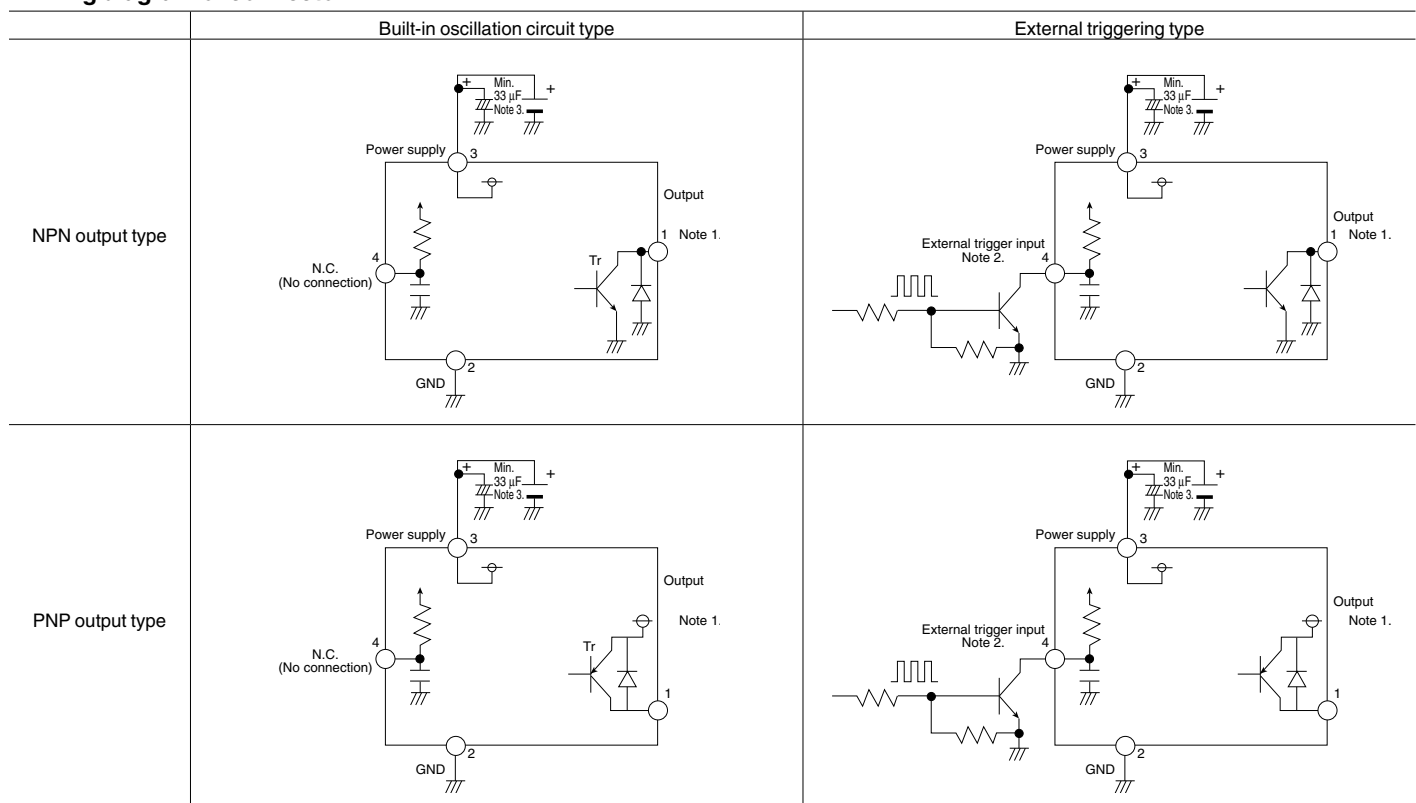 Built-in oscillation circuit type
External triggering type
NPN output type
+
Min.
33 µF
Note 3.
+
Power supply
3
Output
1
Note 1.
Tr
4
N.C.
(No connection)
2
GND
+
Min.
33 µF
Note 3.
+
Power supply
3
Output
1
Note 1.
External trigger input
Note 2.
4
2
GND
PNP output type
+
Min.
33 µF
Note 3.
+
Power supply
3
Output
Note 1.
Tr
4
N.C.
(No connection)
1
2
GND
+
Min.
33 µF
Note 3.
+
Power supply
3
Output
Note 1.
External trigger input
Note 2.
4
1
2
GND